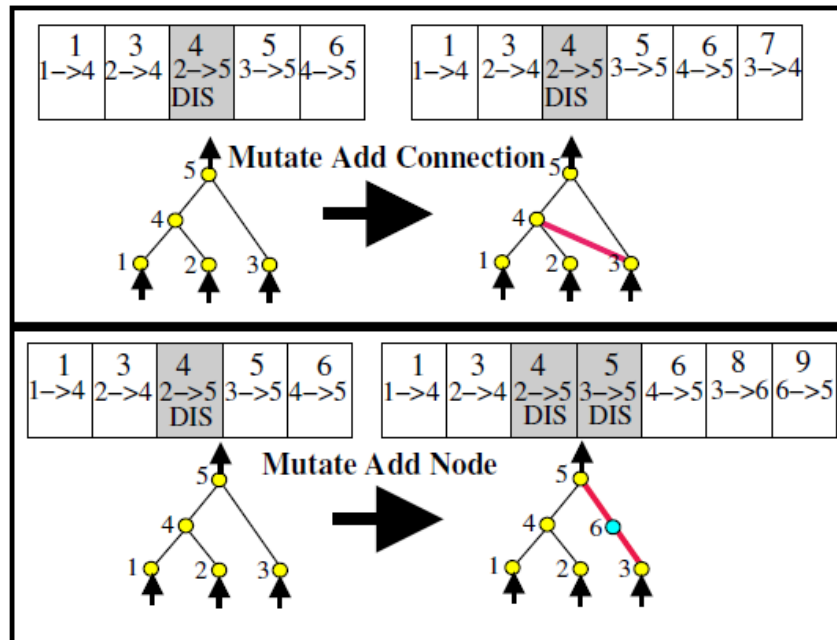 1 3 4 5 6
1->4 2->4 2->5 3->5 4->5
DIS
1 3 4 5 6 7
1->4 2->4 2->5 3->5 4->5 3->4
DIS
Mutate Add Connection
5
4
1 2 3
5
4
1 2 3
1 3 4 5 6
1->4 2->4 2->5 3->5 4->5
DIS
1 3 4 5 6 8 9
1->4 2->4 2->5 3->5 4->5 3->6 6->5
DIS DIS
Mutate Add Node
5
4
1 2 3
5
4 6
1 2 3